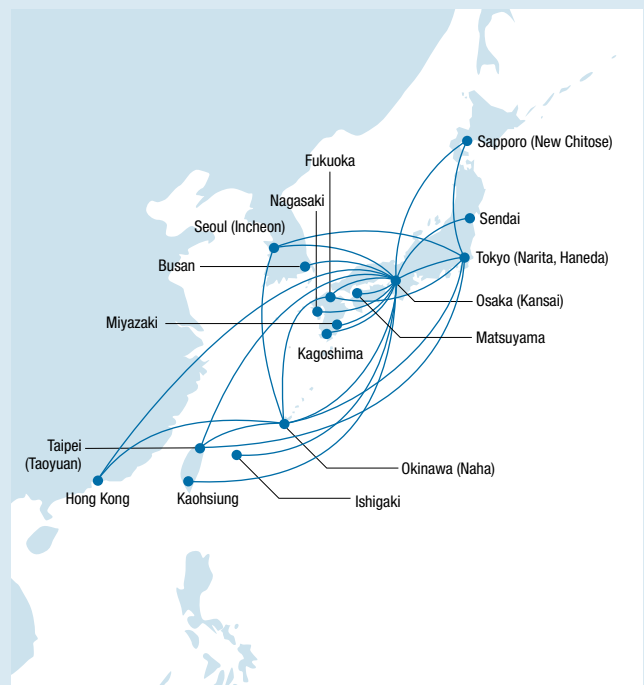 Sapporo (New Chitose)
Fukuoka
Nagasaki
Sendai
Seoul (Incheon)
Tokyo (Narita, Haneda)
Busan
Osaka (Kansai)
Miyazaki
Matsuyama
Kagoshima
Taipei
(Taoyuan)
Okinawa (Naha)
Hong Kong
Kaohsiung
Ishigaki